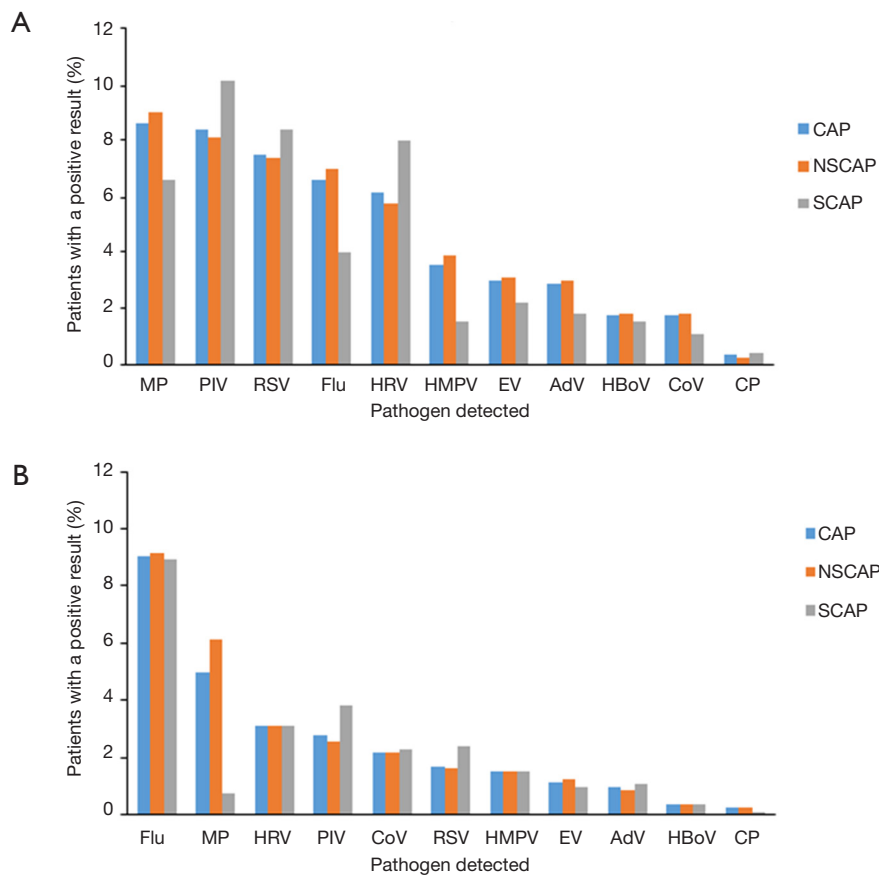 A
Patients with a positive result (%)
12
10
8
6
4
2
0
MP PIV RSV Flu HRV HMPV EV AdV HBoV CoV CP
Pathogen detected
CAP
NSCAP
SCAP
B
Patients with a positive result (%)
12
10
8
6
4
2
0
Flu MP HRV PIV CoV RSV HMPV EV AdV HBoV CP
Pathogen detected
CAP
NSCAP
SCAP